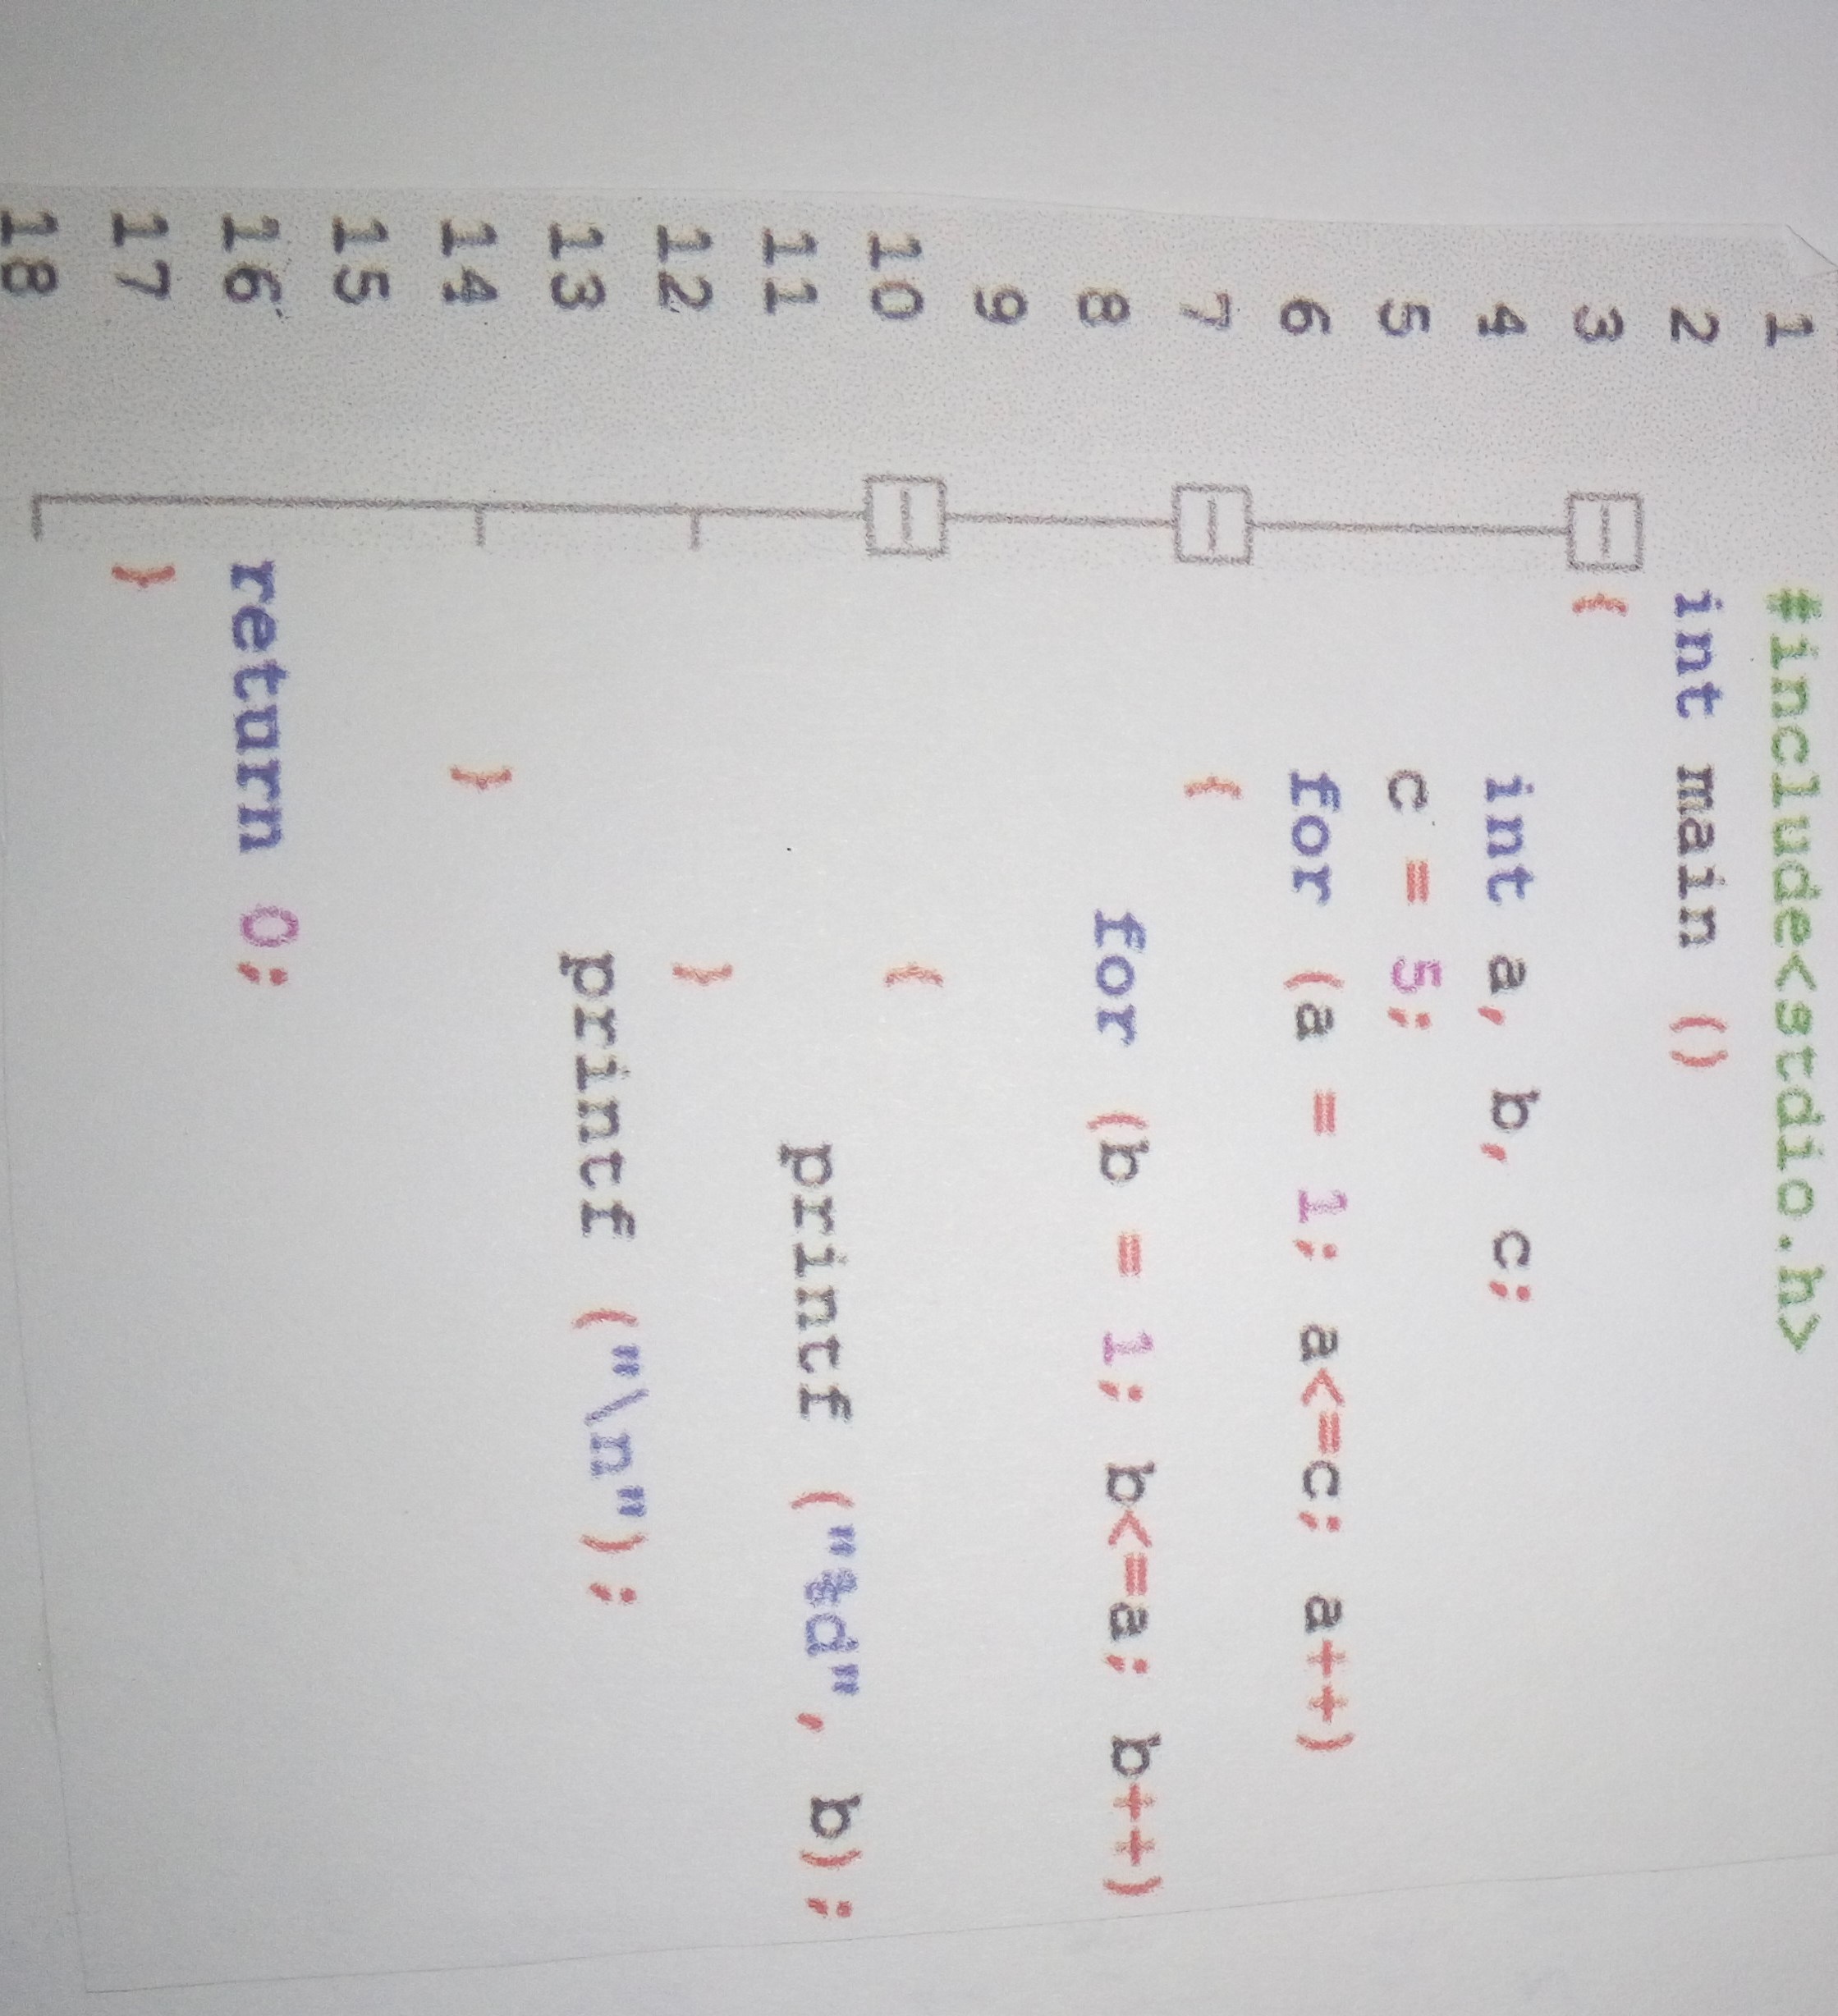 1 #include<stdio.h>
2 int main ()
3 {
4 int a, b, c;
5 c = 5;
6 for (a = 1; a<=c; a++)
7 {
8 for (b = 1; b<=a; b++)
9
10 {
11 printf ("%d", b);
12 }
13 printf ("\n");
14 }
15
16 return 0;
17 }
18